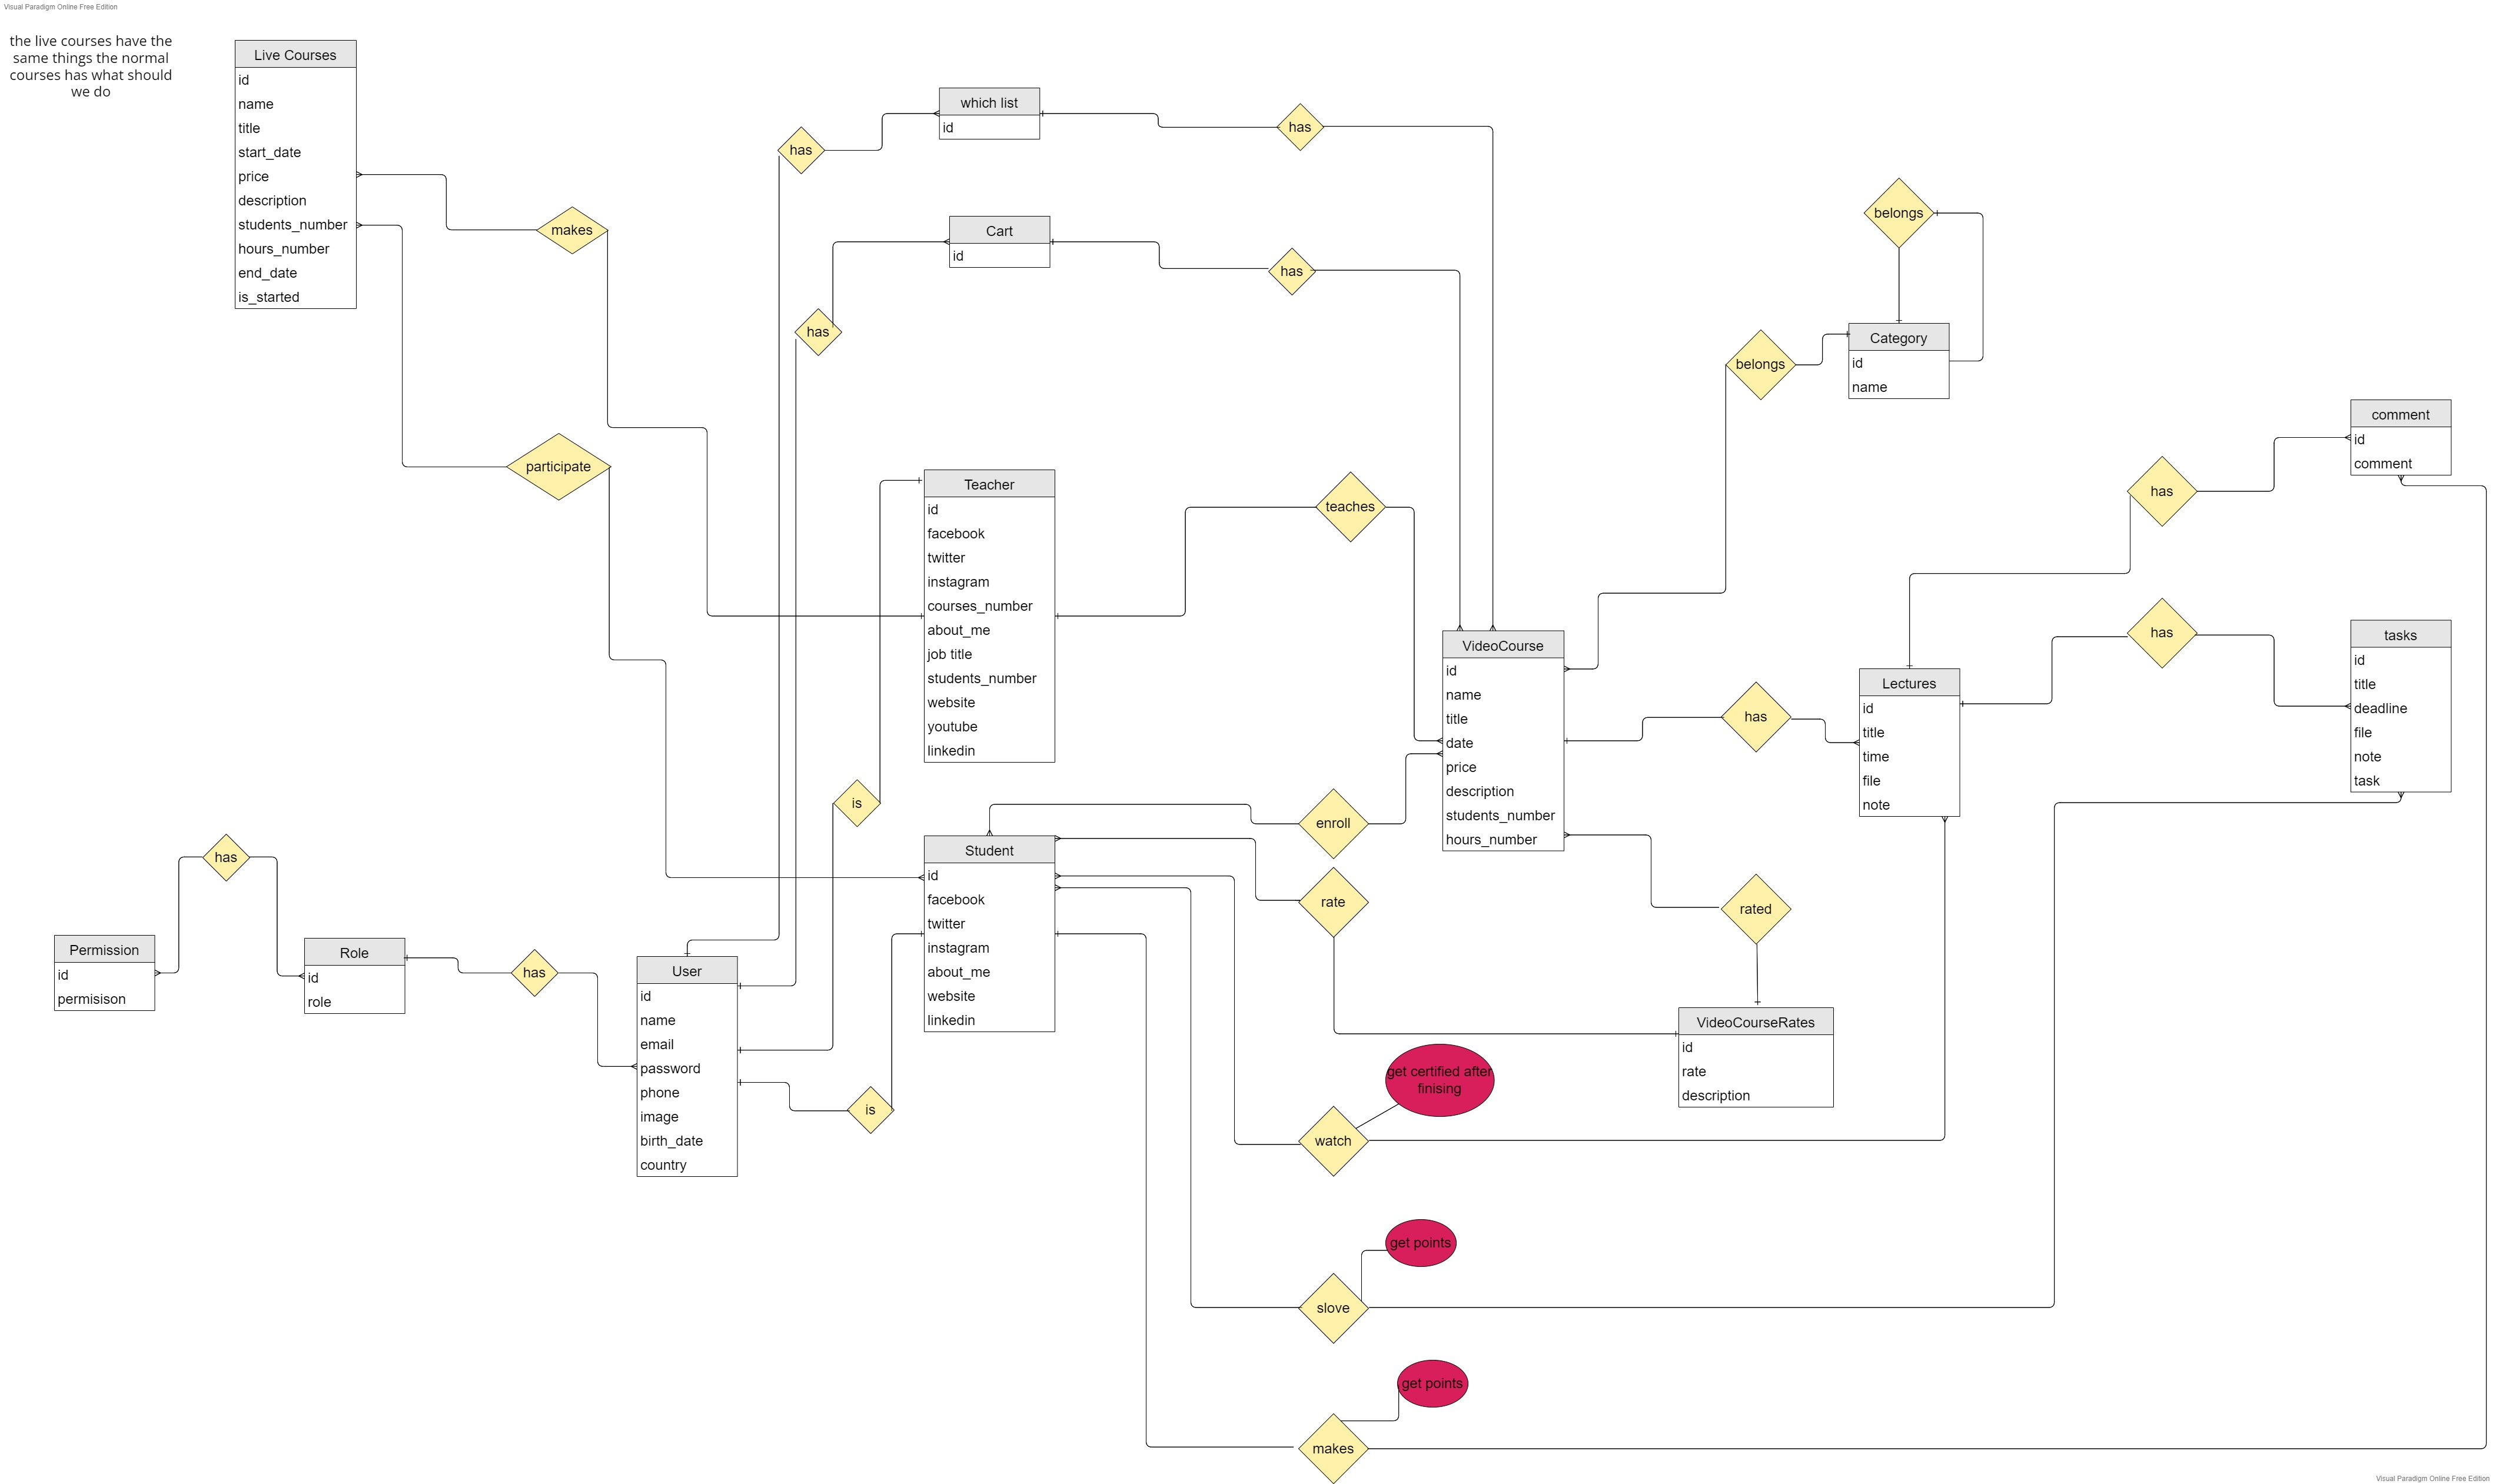 Visual Paradigm Online Free Edition
the live courses have the
same things the normal
courses has what should
we do
Live Courses
id
name
title
start_date
price
description
students_number
hours_number
end_date
is_started
which list
id
has
has
Cart
id
has
has
makes
participate
belongs
Category
id
name
belongs
comment
id
comment
has
Teacher
id
facebook
twitter
instagram
courses_number
about_me
job title
students_number
website
youtube
linkedin
teaches
VideoCourse
id
name
title
date
price
description
students_number
hours_number
has
Lectures
id
title
time
file
note
has
tasks
id
title
deadline
file
note
task
is
enroll
Student
id
facebook
twitter
instagram
about_me
website
linkedin
rate
rated
has
Permission
id
permisison
Role
id
role
has
User
id
name
email
password
phone
image
birth_date
country
is
VideoCourseRates
id
rate
description
get certified after
finising
watch
get points
slove
get points
makes
Visual Paradigm Online Free Edition